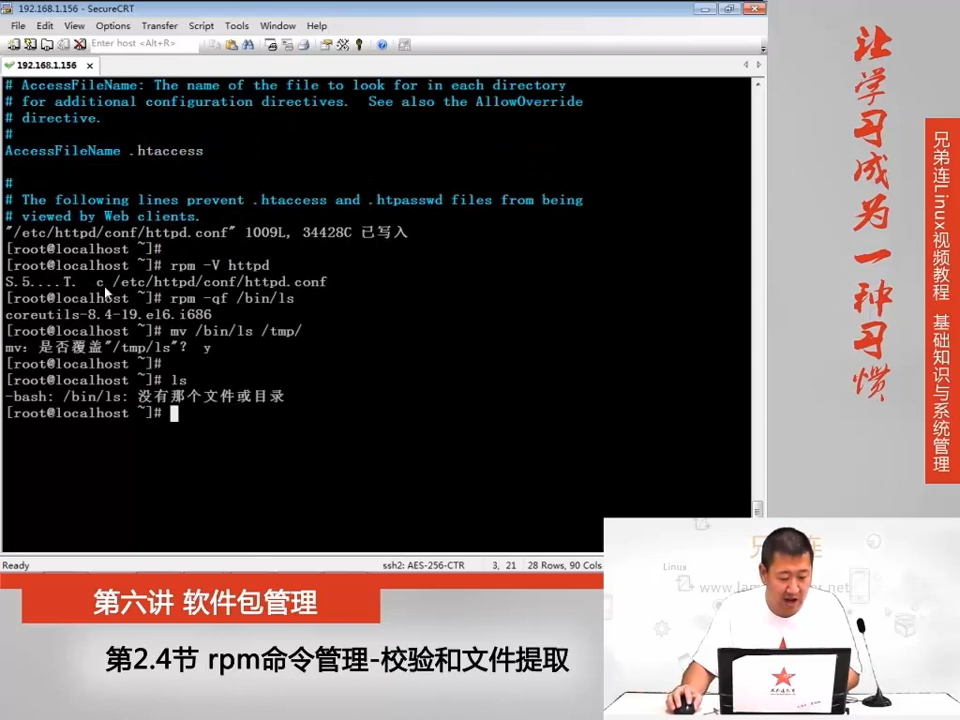 192.168.1.156 - SecureCRT
File Edit View Options Transfer Script Tools Window Help
Enter host <Alt+R>
192.168.1.156
# AccessFileName: The name of the file to look for in each directory
# for additional configuration directives.  See also the AllowOverride
# directive.
#
AccessFileName .htaccess
#
# The following lines prevent .htaccess and .htpasswd files from being
# viewed by Web clients.
"/etc/httpd/conf/httpd.conf" 1009L, 34428C 已写入
[root@localhost ~]#
[root@localhost ~]# rpm -V httpd
S.5....T.  c /etc/httpd/conf/httpd.conf
[root@localhost ~]# rpm -qf /bin/ls
coreutils-8.4-19.el6.i686
[root@localhost ~]# mv /bin/ls /tmp/
mv：是否覆盖"/tmp/ls"？ y
[root@localhost ~]#
[root@localhost ~]# ls
-bash: /bin/ls: 没有那个文件或目录
[root@localhost ~]#
Ready ssh2: AES-256-CTR 3, 21 28 Rows, 90 Cols
让学习成为一种习惯
兄弟连Linux视频教程 基础知识与系统管理
Linux
第六讲 软件包管理
第2.4节 rpm命令管理-校验和文件提取